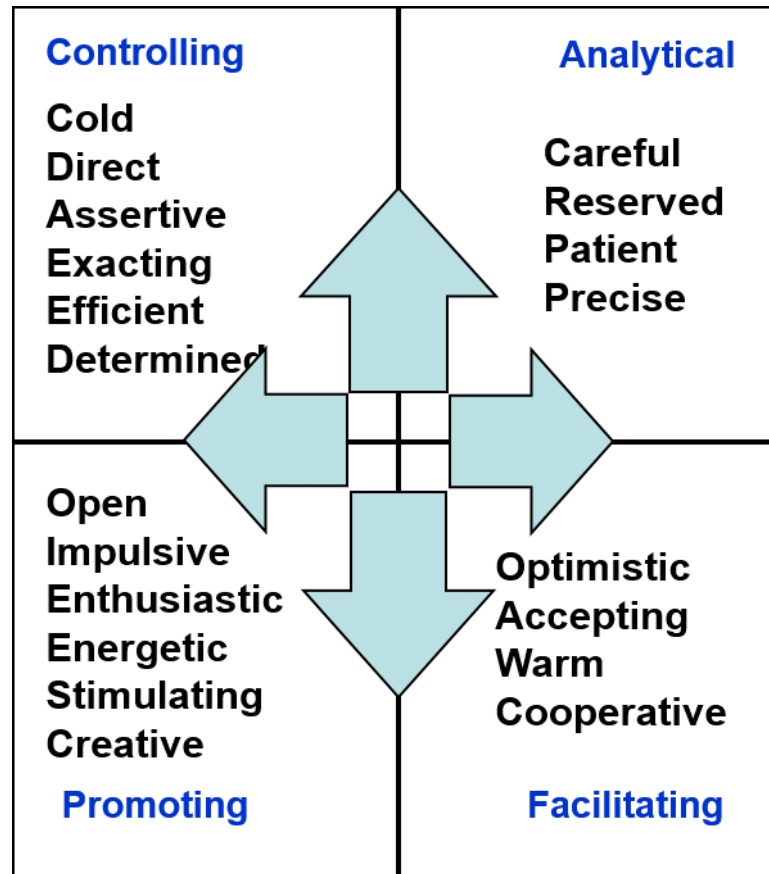 Controlling
Cold
Direct
Assertive
Exacting
Efficient
Determined
Analytical
Careful
Reserved
Patient
Precise
Open
Impulsive
Enthusiastic
Energetic
Stimulating
Creative
Promoting
Optimistic
Accepting
Warm
Cooperative
Facilitating